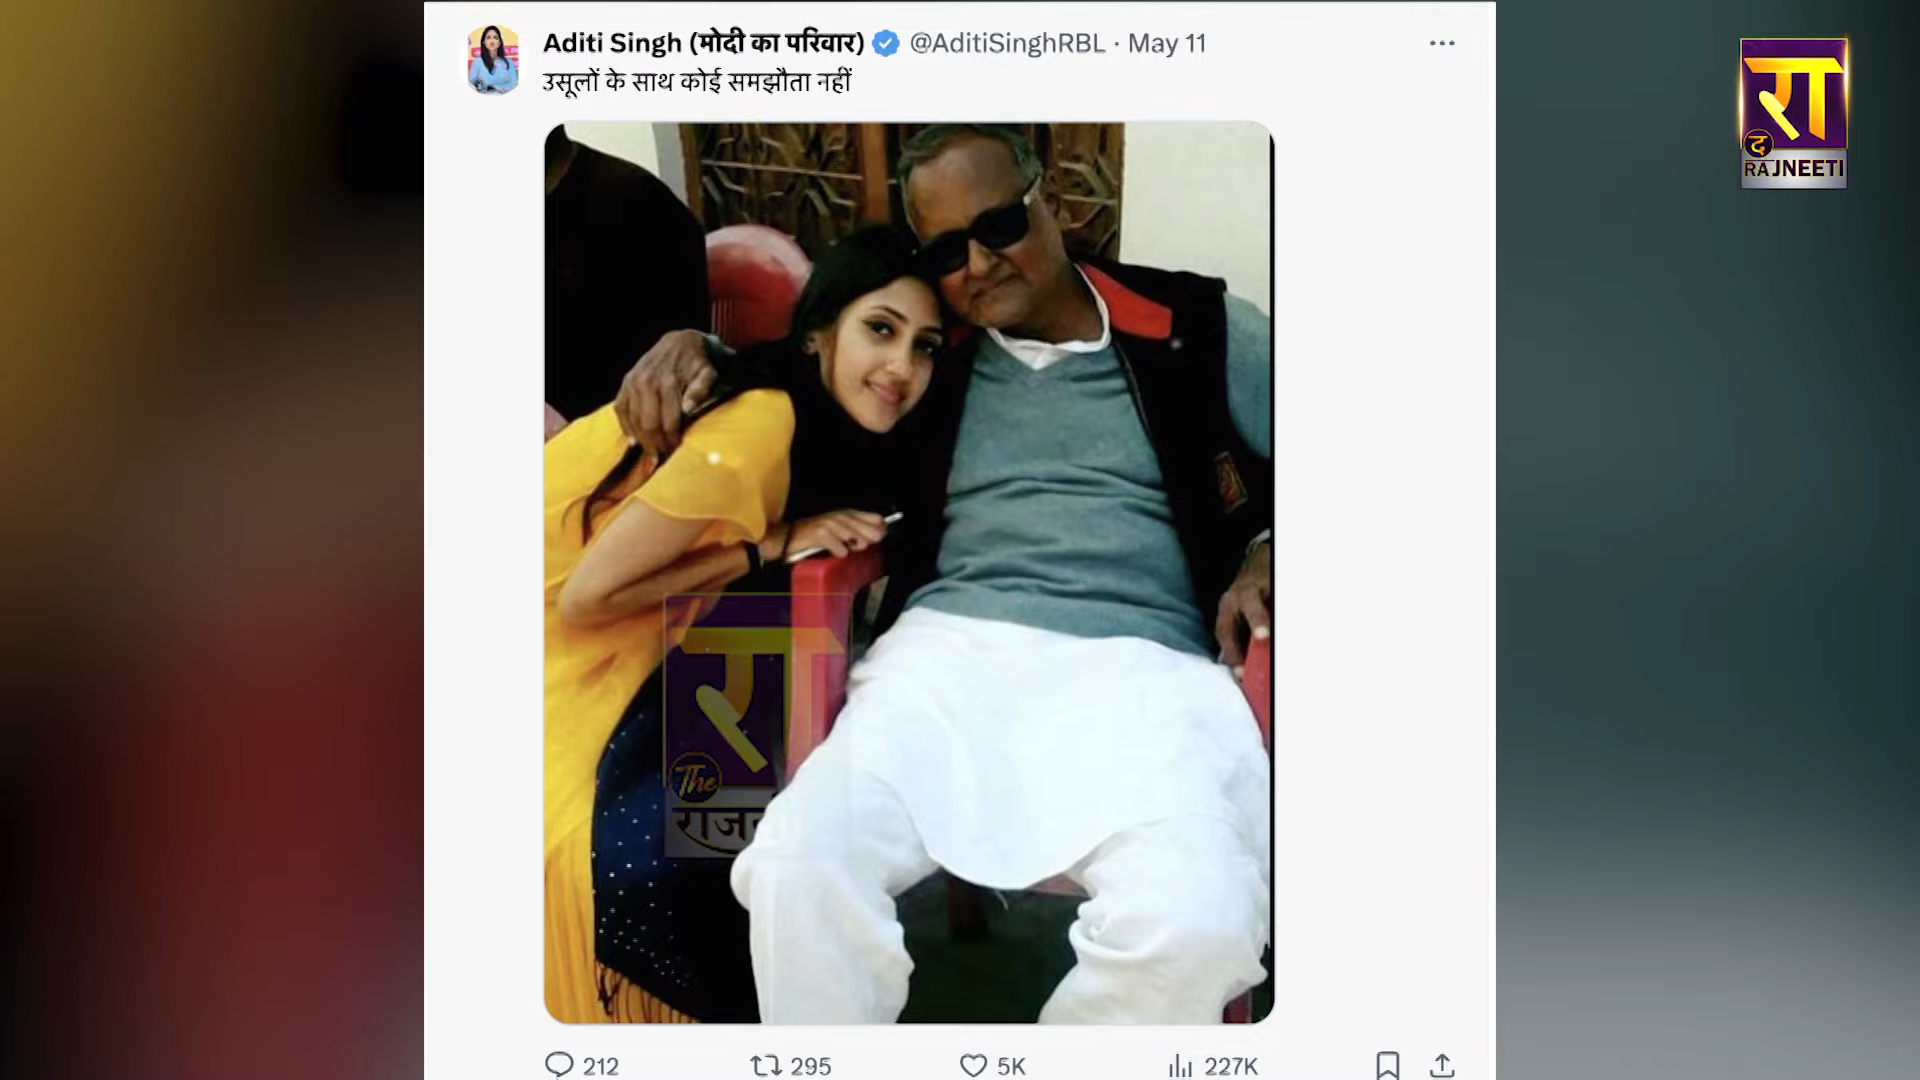 Aditi Singh (मोदी का परिवार) @AditiSinghRBL · May 11
उसूलों के साथ कोई समझौता नहीं
रा
द
RAJNEETI
रा
The
212 295 5K 227K